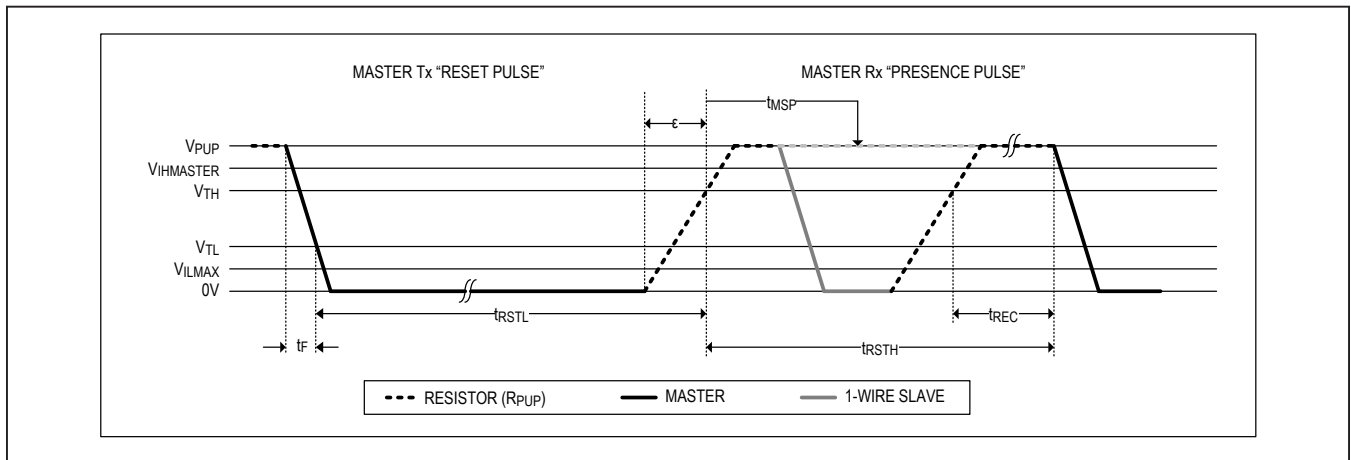 MASTER Tx “RESET PULSE”
MASTER Rx “PRESENCE PULSE”
tMSP
ε
VPUP
VIHMASTER
VTH
VTL
VILMAX
0V
tRSTL
tREC
tF
tRSTH
RESISTOR (RPUP)
MASTER
1-WIRE SLAVE